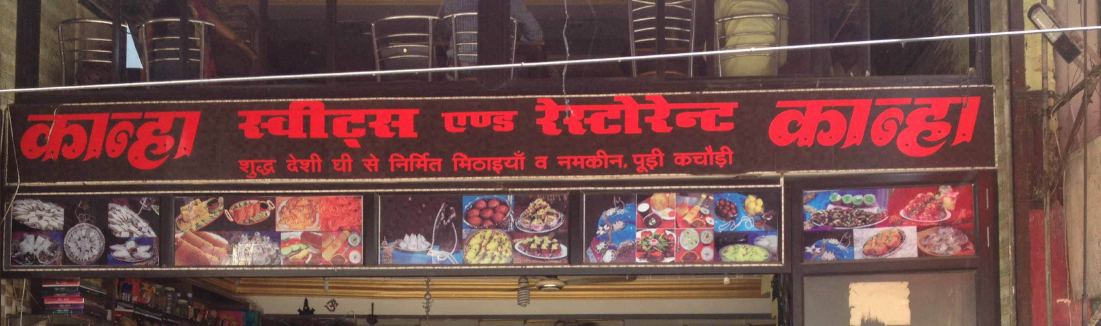 कान्हा स्वीट्स एण्ड रेस्टोरेन्ट कान्हा
शुद्ध देशी घी से निर्मित मिठाइयाँ व नमकीन, पूड़ी कचौड़ी